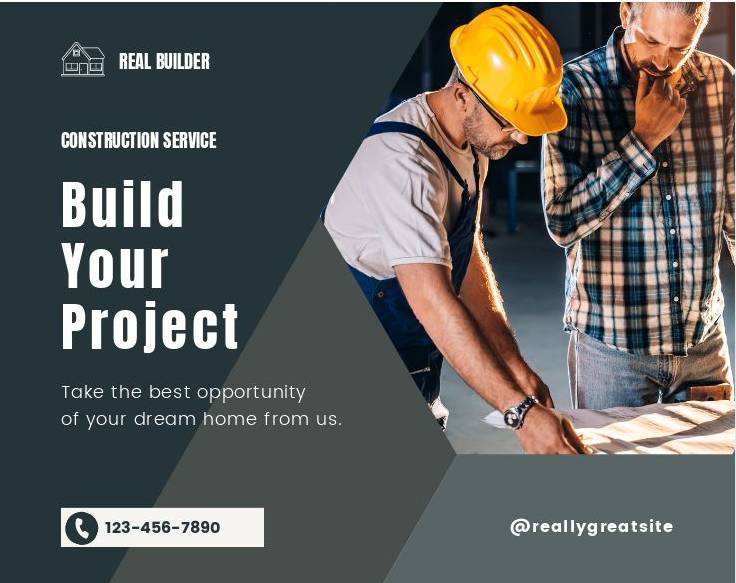 REAL BUILDER
CONSTRUCTION SERVICE
Build
Your
Project
Take the best opportunity
of your dream home from us.
123-456-7890
@reallygreatsite